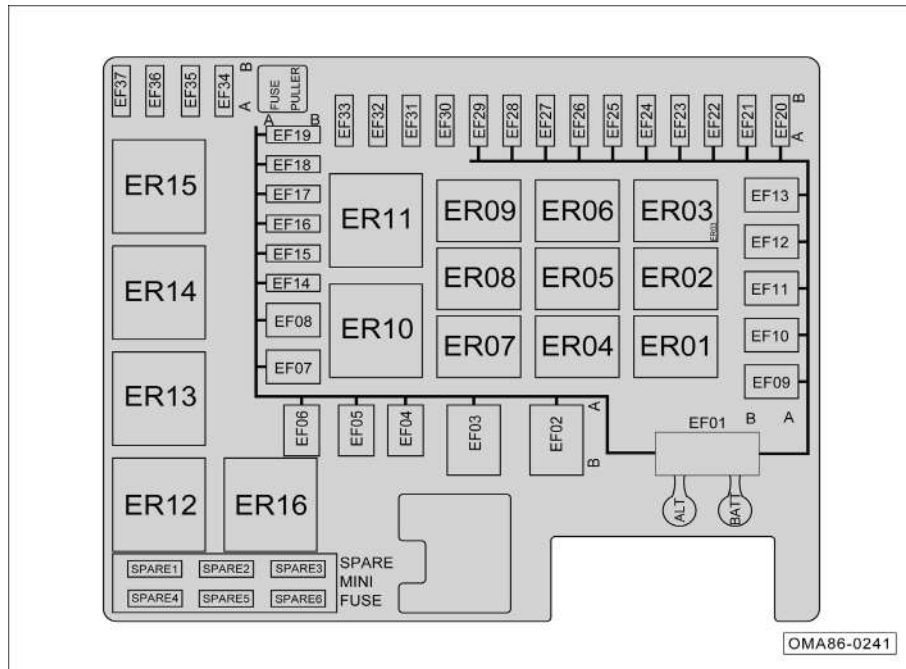 EF37 EF36 EF35 EF34 B
A
FUSE
PULLER
A B
EF33 EF32 EF31 EF30 EF29 EF28 EF27 EF26 EF25 EF24 EF23 EF22 EF21 EF20 B
A
EF19
EF18
EF17
EF16
EF15
EF14
EF08
EF07
ER15
ER14
ER13
ER12
ER16
ER11
ER10
ER09 ER06 ER03
ER03
ER08 ER05 ER02
ER07 ER04 ER01
EF13
EF12
EF11
EF10
EF09
EF06 EF05 EF04 EF03 EF02 A
B
EF01 B A
ALT BATT
SPARE1 SPARE2 SPARE3
SPARE4 SPARE5 SPARE6
SPARE
MINI
FUSE
OMA86-0241